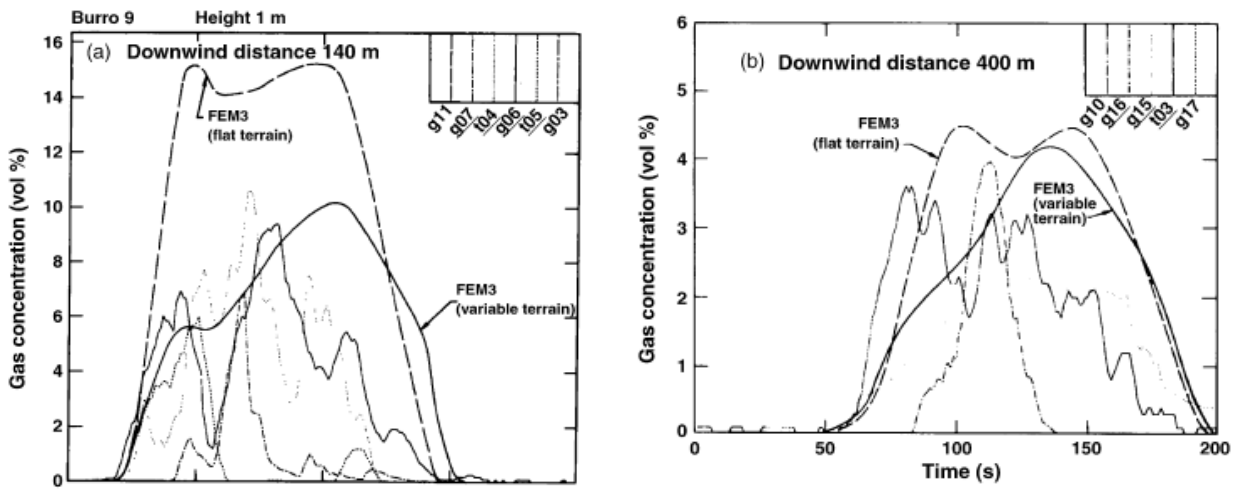 Burro 9 Height 1 m
(a) Downwind distance 140 m
Gas concentration (vol %)
16
14
12
10
8
6
4
2
0
FEM3
(flat terrain)
FEM3
(variable terrain)
g11
g07
t04
g06
t05
g03
(b) Downwind distance 400 m
Gas concentration (vol %)
6
5
4
3
2
1
0
FEM3
(flat terrain)
FEM3
(variable
terrain)
g10
g16
g15
t03
g17
0 50 100 150 200
Time (s)